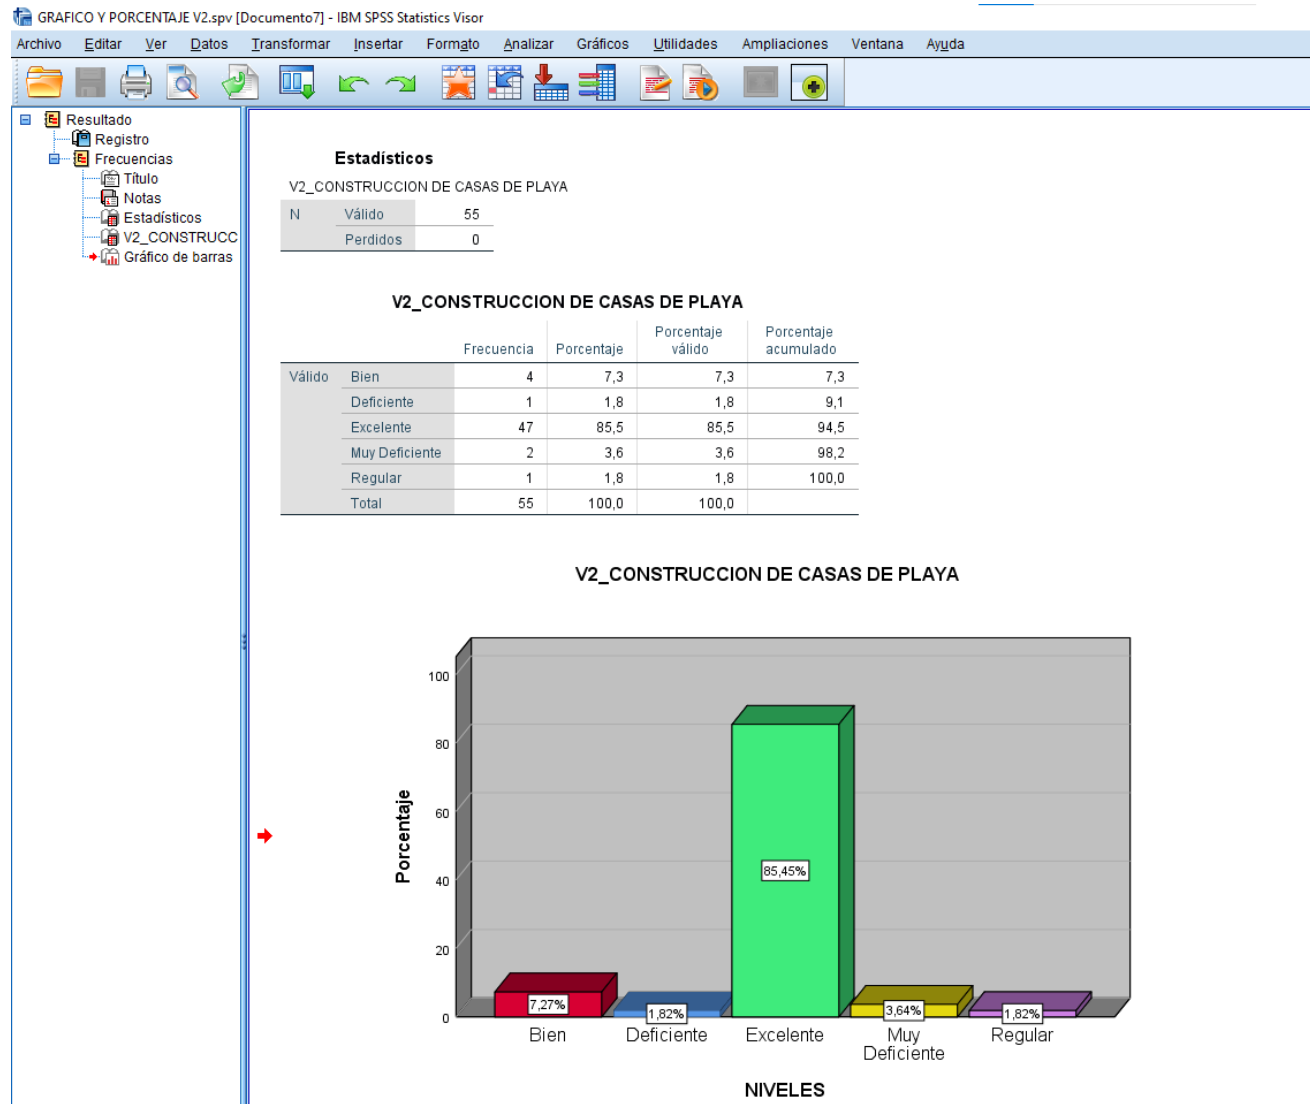 GRAFICO Y PORCENTAJE V2.spv [Documento7] - IBM SPSS Statistics Visor
Archivo Editar Ver Datos Transformar Insertar Formato Analizar Gráficos Utilidades Ampliaciones Ventana Ayuda
Resultado
Registro
Frecuencias
Título
Notas
Estadísticos
V2_CONSTRUCC
Gráfico de barras
Estadísticos
V2_CONSTRUCCION DE CASAS DE PLAYA
N Válido 55
Perdidos 0
V2_CONSTRUCCION DE CASAS DE PLAYA
Frecuencia Porcentaje Porcentaje válido Porcentaje acumulado
Válido Bien 4 7,3 7,3 7,3
Deficiente 1 1,8 1,8 9,1
Excelente 47 85,5 85,5 94,5
Muy Deficiente 2 3,6 3,6 98,2
Regular 1 1,8 1,8 100,0
Total 55 100,0 100,0
V2_CONSTRUCCION DE CASAS DE PLAYA
Porcentaje
100
80
60
40
20
0
7,27% 1,82% 85,45% 3,64% 1,82%
Bien Deficiente Excelente Muy Deficiente Regular
NIVELES